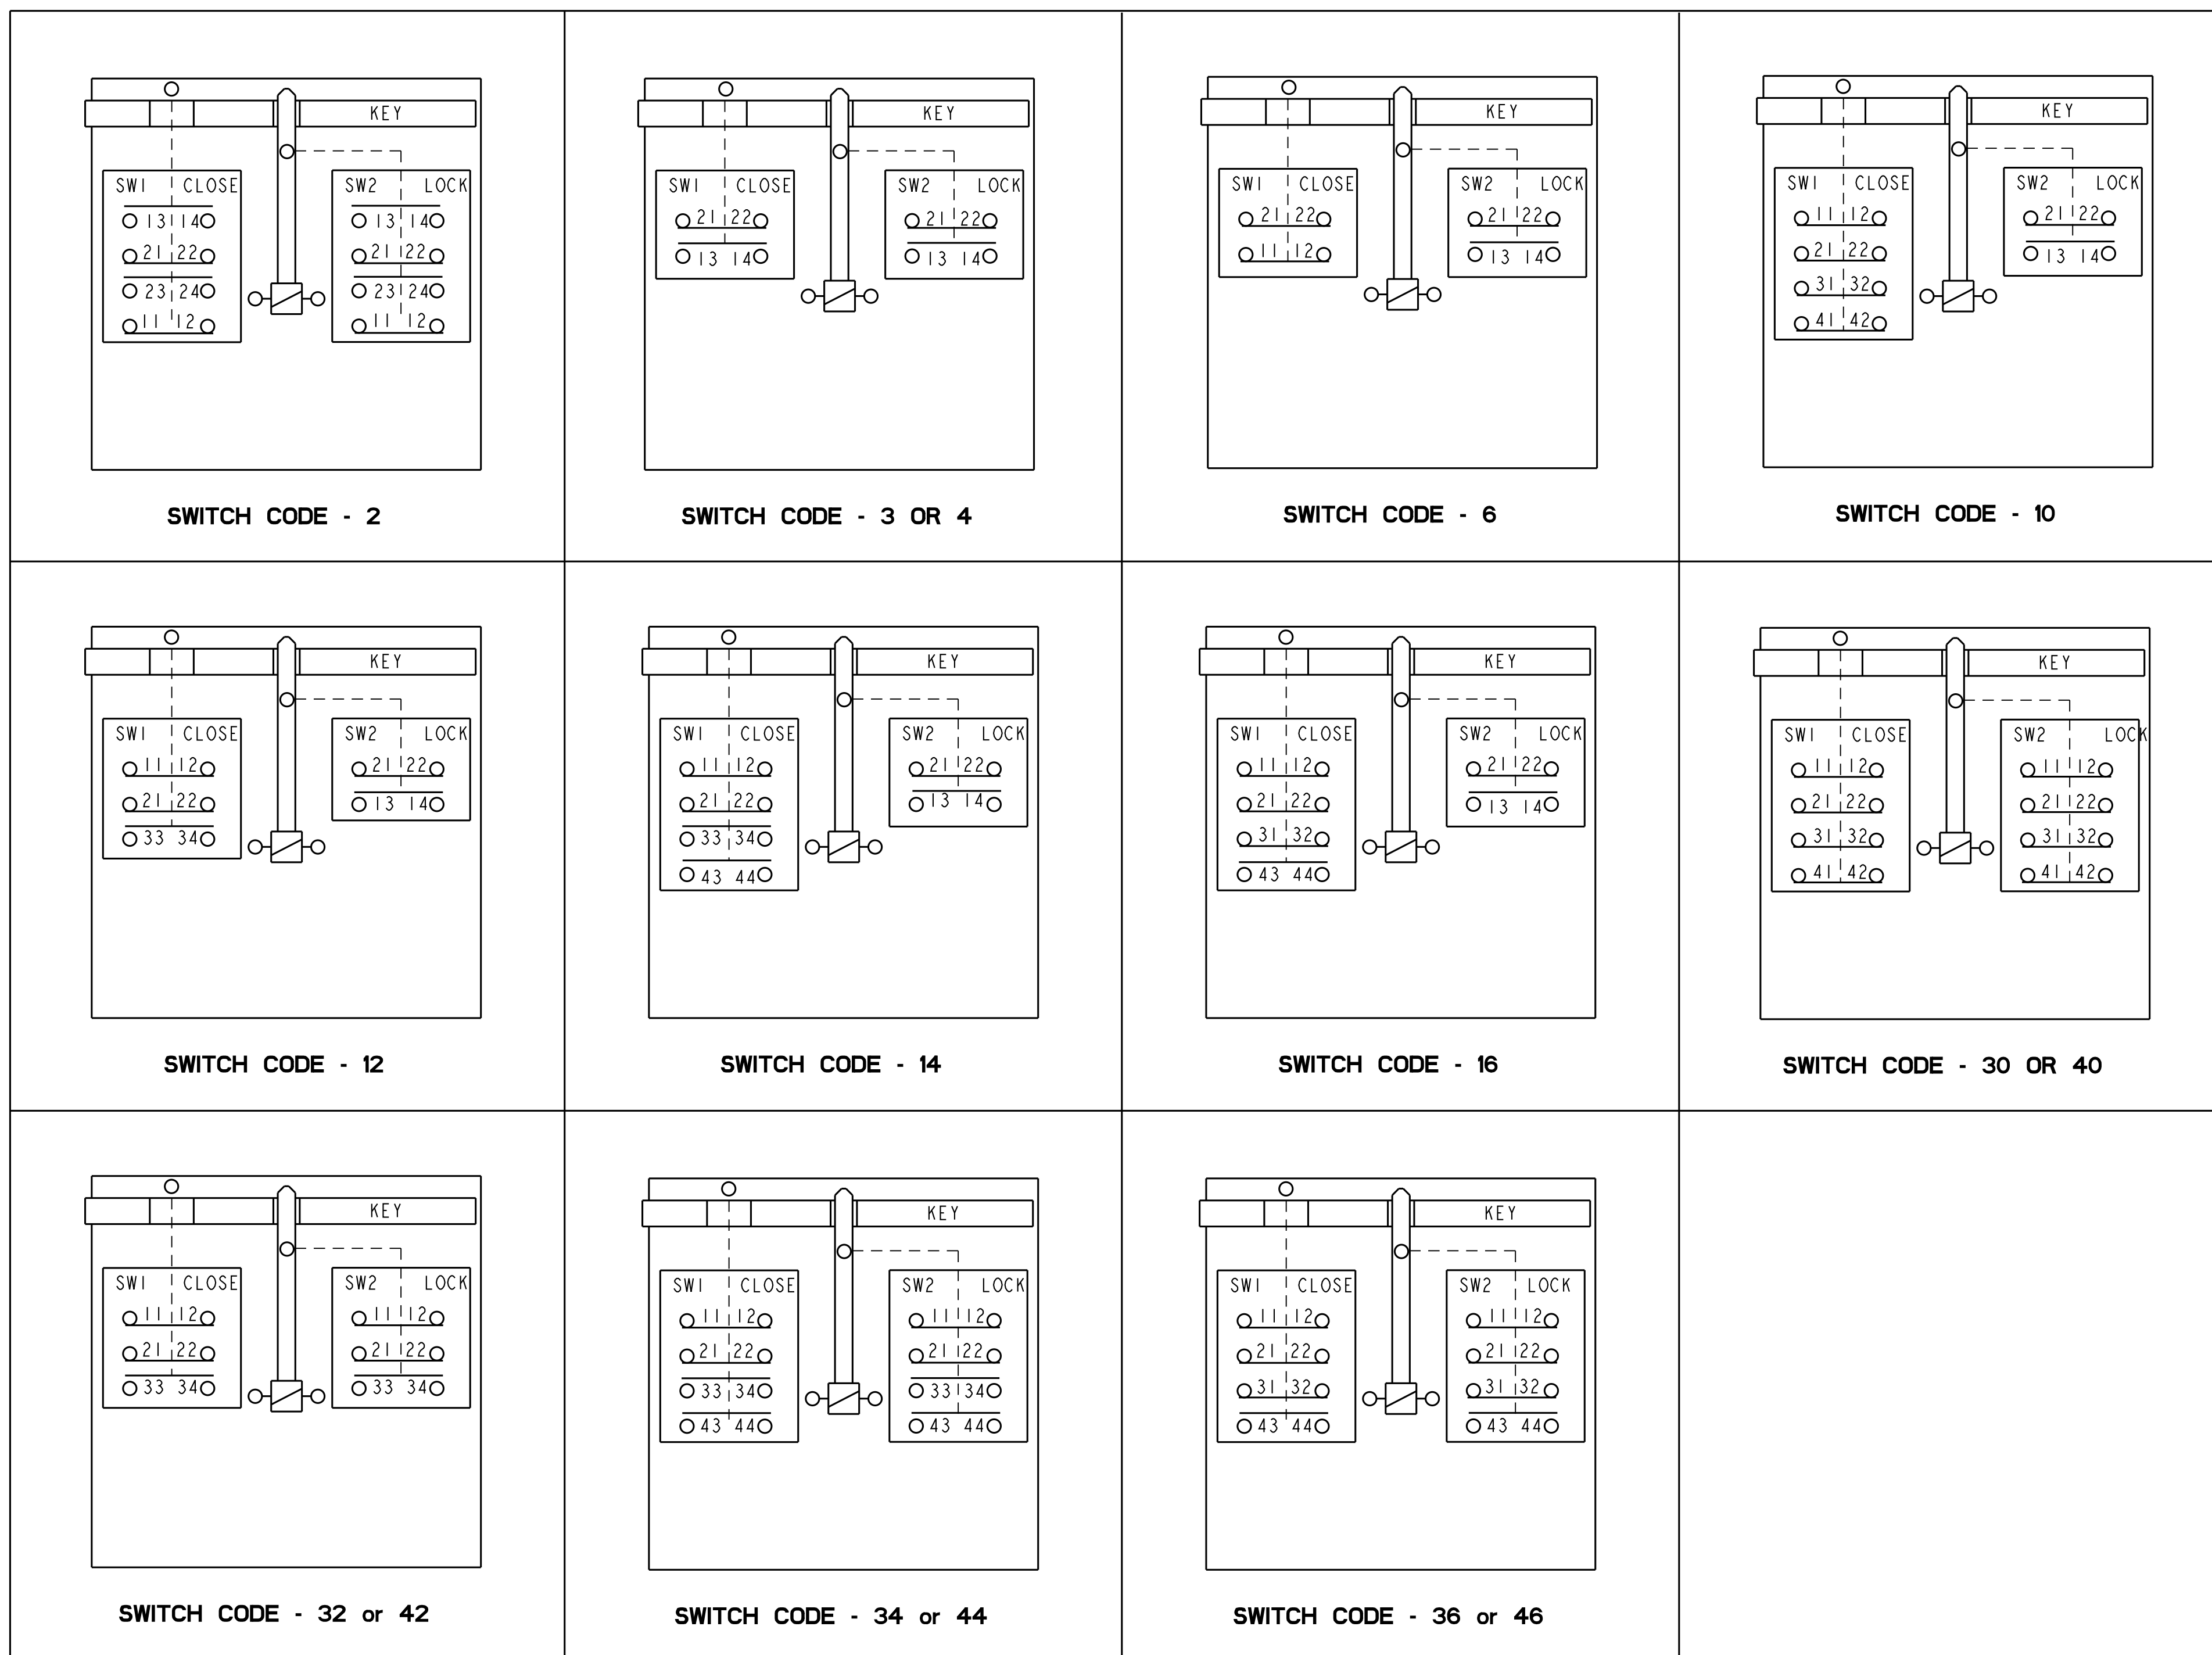 KEY
SW1 CLOSE
13 14
21 22
23 24
11 12
SW2 LOCK
13 14
21 22
23 24
11 12
SWITCH CODE - 2
KEY
SW1 CLOSE
21 22
13 14
SW2 LOCK
21 22
13 14
SWITCH CODE - 3 OR 4
KEY
SW1 CLOSE
21 22
11 12
SW2 LOCK
21 22
13 14
SWITCH CODE - 6
KEY
SW1 CLOSE
11 12
21 22
31 32
41 42
SW2 LOCK
21 22
13 14
SWITCH CODE - 10
KEY
SW1 CLOSE
11 12
21 22
33 34
SW2 LOCK
21 22
13 14
SWITCH CODE - 12
KEY
SW1 CLOSE
11 12
21 22
33 34
43 44
SW2 LOCK
21 22
13 14
SWITCH CODE - 14
KEY
SW1 CLOSE
11 12
21 22
31 32
43 44
SW2 LOCK
21 22
13 14
SWITCH CODE - 16
KEY
SW1 CLOSE
11 12
21 22
31 32
41 42
SW2 LOCK
11 12
21 22
31 32
41 42
SWITCH CODE - 30 OR 40
KEY
SW1 CLOSE
11 12
21 22
33 34
SW2 LOCK
11 12
21 22
33 34
SWITCH CODE - 32 or 42
KEY
SW1 CLOSE
11 12
21 22
33 34
43 44
SW2 LOCK
11 12
21 22
33 34
43 44
SWITCH CODE - 34 or 44
KEY
SW1 CLOSE
11 12
21 22
31 32
43 44
SW2 LOCK
11 12
21 22
31 32
43 44
SWITCH CODE - 36 or 46